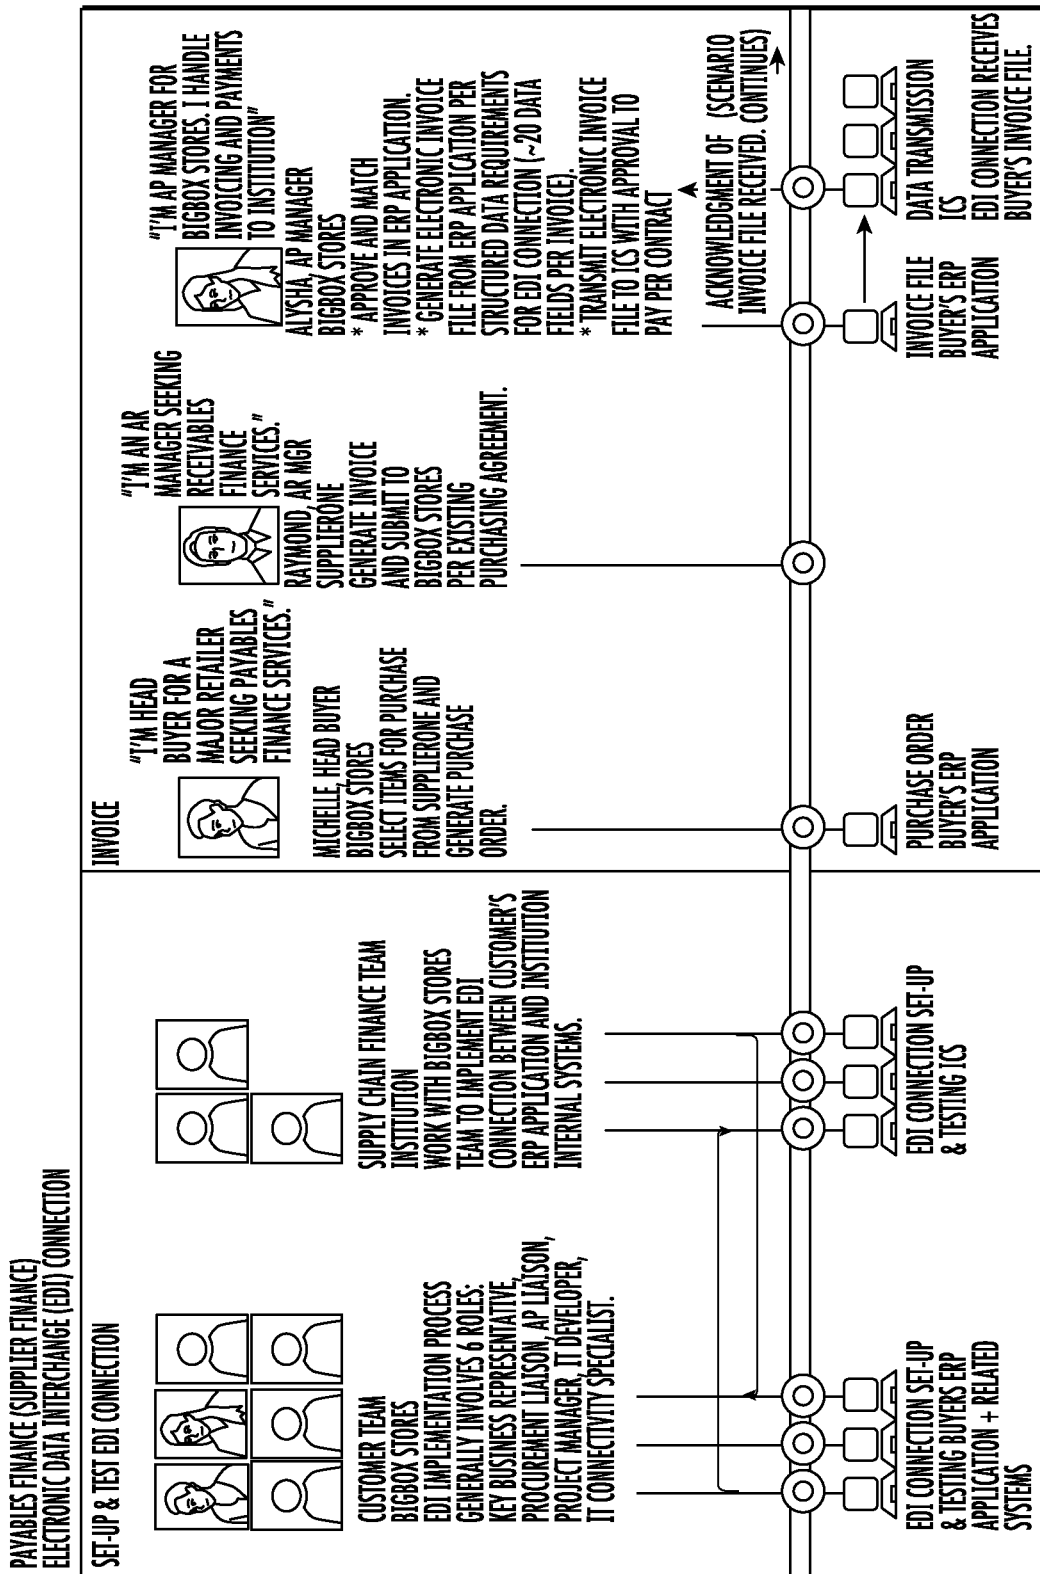 PAYABLES FINANCE (SUPPLIER FINANCE)
ELECTRONIC DATA INTERCHANGE (EDI) CONNECTION
SET-UP & TEST EDI CONNECTION
CUSTOMER TEAM
BIGBOX STORES
EDI IMPLEMENTATION PROCESS
GENERALLY INVOLVES 6 ROLES:
KEY BUSINESS REPRESENTATIVE,
PROCUREMENT LIAISON, AP LIAISON,
PROJECT MANAGER, IT DEVELOPER,
IT CONNECTIVITY SPECIALIST.
EDI CONNECTION SET-UP
& TESTING BUYERS ERP
APPLICATION + RELATED
SYSTEMS
SUPPLY CHAIN FINANCE TEAM
INSTITUTION
WORK WITH BIGBOX STORES
TEAM TO IMPLEMENT EDI
CONNECTION BETWEEN CUSTOMER'S
ERP APPLICATION AND INSTITUTION
INTERNAL SYSTEMS.
EDI CONNECTION SET-UP
& TESTING ICS
INVOICE
"I'M HEAD
BUYER FOR A
MAJOR RETAILER
SEEKING PAYABLES
FINANCE SERVICES."
MICHELLE, HEAD BUYER
BIGBOX STORES
SELECT ITEMS FOR PURCHASE
FROM SUPPLIERONE AND
GENERATE PURCHASE
ORDER.
PURCHASE ORDER
BUYER'S ERP
APPLICATION
"I'M AN AR
MANAGER SEEKING
RECEIVABLES
FINANCE
SERVICES."
RAYMOND, AR MGR
SUPPLIERONE
GENERATE INVOICE
AND SUBMIT TO
BIGBOX STORES
PER EXISTING
PURCHASING AGREEMENT.
"I'M AP MANAGER FOR
BIGBOX STORES. I HANDLE
INVOICING AND PAYMENTS
TO INSTITUTION"
ALYSHA, AP MANAGER
BIGBOX STORES
* APPROVE AND MATCH
INVOICES IN ERP APPLICATION.
* GENERATE ELECTRONIC INVOICE
FILE FROM ERP APPLICATION PER
STRUCTURED DATA REQUIREMENTS
FOR EDI CONNECTION (~20 DATA
FIELDS PER INVOICE).
* TRANSMIT ELECTRONIC INVOICE
FILE TO ICS WITH APPROVAL TO
PAY PER CONTRACT
ACKNOWLEDGMENT OF
INVOICE FILE RECEIVED.
(SCENARIO
CONTINUES)
INVOICE FILE
BUYER'S ERP
APPLICATION
DATA TRANSMISSION
ICS
EDI CONNECTION RECEIVES
BUYER'S INVOICE FILE.